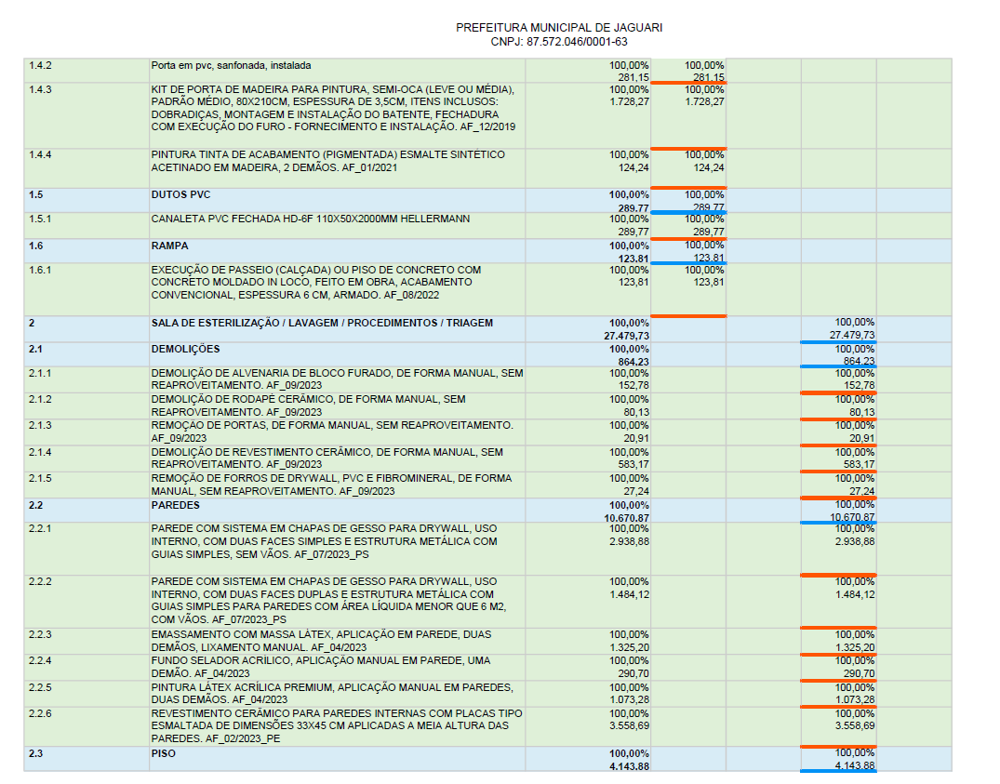 PREFEITURA MUNICIPAL DE JAGUARI
CNPJ: 87.572.046/0001-63
1.4.2 Porta em pvc, sanfonada, instalada 100,00% 100,00%
281,15 281,15
1.4.3 KIT DE PORTA DE MADEIRA PARA PINTURA, SEMI-OCA (LEVE OU MÉDIA), 100,00% 100,00%
PADRÃO MÉDIO, 80X210CM, ESPESSURA DE 3,5CM, ITENS INCLUSOS: 1.728,27 1.728,27
DOBRADIÇAS, MONTAGEM E INSTALAÇÃO DO BATENTE, FECHADURA
COM EXECUÇÃO DO FURO - FORNECIMENTO E INSTALAÇÃO. AF_12/2019
1.4.4 PINTURA TINTA DE ACABAMENTO (PIGMENTADA) ESMALTE SINTÉTICO 100,00% 100,00%
ACETINADO EM MADEIRA, 2 DEMÃOS. AF_01/2021 124,24 124,24
1.5 DUTOS PVC 100,00% 100,00%
289,77 289,77
1.5.1 CANALETA PVC FECHADA HD-6F 110X50X2000MM HELLERMANN 100,00% 100,00%
289,77 289,77
1.6 RAMPA 100,00% 100,00%
123,81 123,81
1.6.1 EXECUÇÃO DE PASSEIO (CALÇADA) OU PISO DE CONCRETO COM 100,00% 100,00%
CONCRETO MOLDADO IN LOCO, FEITO EM OBRA, ACABAMENTO 123,81 123,81
CONVENCIONAL, ESPESSURA 6 CM, ARMADO. AF_08/2022
2 SALA DE ESTERILIZAÇÃO / LAVAGEM / PROCEDIMENTOS / TRIAGEM 100,00% 100,00%
27.479,73 27.479,73
2.1 DEMOLIÇÕES 100,00% 100,00%
864,23 864,23
2.1.1 DEMOLIÇÃO DE ALVENARIA DE BLOCO FURADO, DE FORMA MANUAL, SEM 100,00% 100,00%
REAPROVEITAMENTO. AF_09/2023 152,78 152,78
2.1.2 DEMOLIÇÃO DE RODAPÉ CERÂMICO, DE FORMA MANUAL, SEM 100,00% 100,00%
REAPROVEITAMENTO. AF_09/2023 80,13 80,13
2.1.3 REMOÇÃO DE PORTAS, DE FORMA MANUAL, SEM REAPROVEITAMENTO. 100,00% 100,00%
AF_09/2023 20,91 20,91
2.1.4 DEMOLIÇÃO DE REVESTIMENTO CERÂMICO, DE FORMA MANUAL, SEM 100,00% 100,00%
REAPROVEITAMENTO. AF_09/2023 583,17 583,17
2.1.5 REMOÇÃO DE FORROS DE DRYWALL, PVC E FIBROMINERAL, DE FORMA 100,00% 100,00%
MANUAL, SEM REAPROVEITAMENTO. AF_09/2023 27,24 27,24
2.2 PAREDES 100,00% 100,00%
10.670,87 10.670,87
2.2.1 PAREDE COM SISTEMA EM CHAPAS DE GESSO PARA DRYWALL, USO 100,00% 100,00%
INTERNO, COM DUAS FACES SIMPLES E ESTRUTURA METÁLICA COM 2.938,88 2.938,88
GUIAS SIMPLES, SEM VÃOS. AF_07/2023_PS
2.2.2 PAREDE COM SISTEMA EM CHAPAS DE GESSO PARA DRYWALL, USO 100,00% 100,00%
INTERNO, COM DUAS FACES DUPLAS E ESTRUTURA METÁLICA COM 1.484,12 1.484,12
GUIAS SIMPLES PARA PAREDES COM ÁREA LÍQUIDA MENOR QUE 6 M2,
COM VÃOS. AF_07/2023_PS
2.2.3 EMASSAMENTO COM MASSA LÁTEX, APLICAÇÃO EM PAREDE, DUAS 100,00% 100,00%
DEMÃOS, LIXAMENTO MANUAL. AF_04/2023 1.325,20 1.325,20
2.2.4 FUNDO SELADOR ACRÍLICO, APLICAÇÃO MANUAL EM PAREDE, UMA 100,00% 100,00%
DEMÃO. AF_04/2023 290,70 290,70
2.2.5 PINTURA LÁTEX ACRÍLICA PREMIUM, APLICAÇÃO MANUAL EM PAREDES, 100,00% 100,00%
DUAS DEMÃOS. AF_04/2023 1.073,28 1.073,28
2.2.6 REVESTIMENTO CERÂMICO PARA PAREDES INTERNAS COM PLACAS TIPO 100,00% 100,00%
ESMALTADA DE DIMENSÕES 33X45 CM APLICADAS A MEIA ALTURA DAS 3.558,69 3.558,69
PAREDES. AF_02/2023_PE
2.3 PISO 100,00% 100,00%
4.143,88 4.143,88